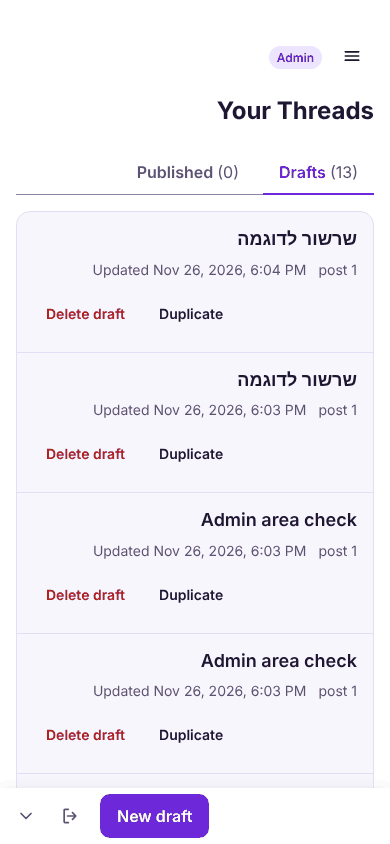 Admin
Your Threads
Drafts (13) Published (0)
שרשור לדוגמה
post 1 Updated Nov 26, 2026, 6:04 PM
Duplicate Delete draft
שרשור לדוגמה
post 1 Updated Nov 26, 2026, 6:03 PM
Duplicate Delete draft
Admin area check
post 1 Updated Nov 26, 2026, 6:03 PM
Duplicate Delete draft
Admin area check
post 1 Updated Nov 26, 2026, 6:03 PM
Duplicate Delete draft
New draft